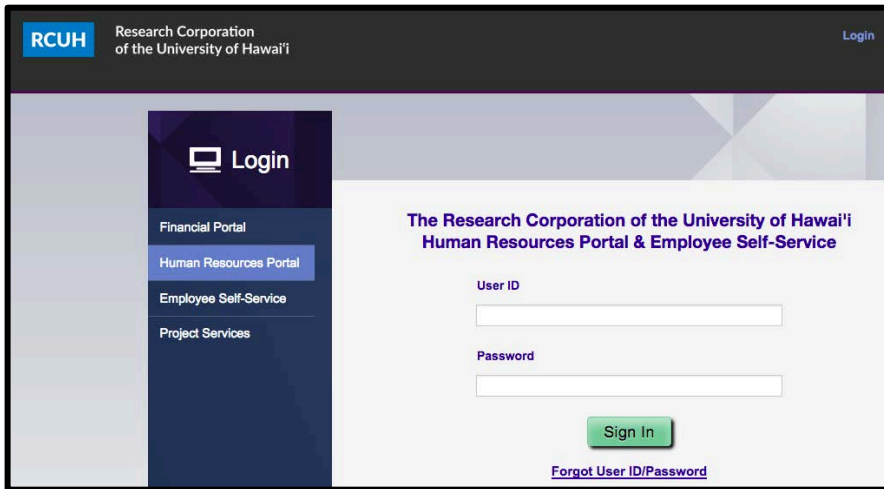 RCUH
Research Corporation
of the University of Hawaiʻi
Login
Login
Financial Portal
Human Resources Portal
Employee Self-Service
Project Services
The Research Corporation of the University of Hawai'i
Human Resources Portal & Employee Self-Service
User ID
Password
Sign In
Forgot User ID/Password